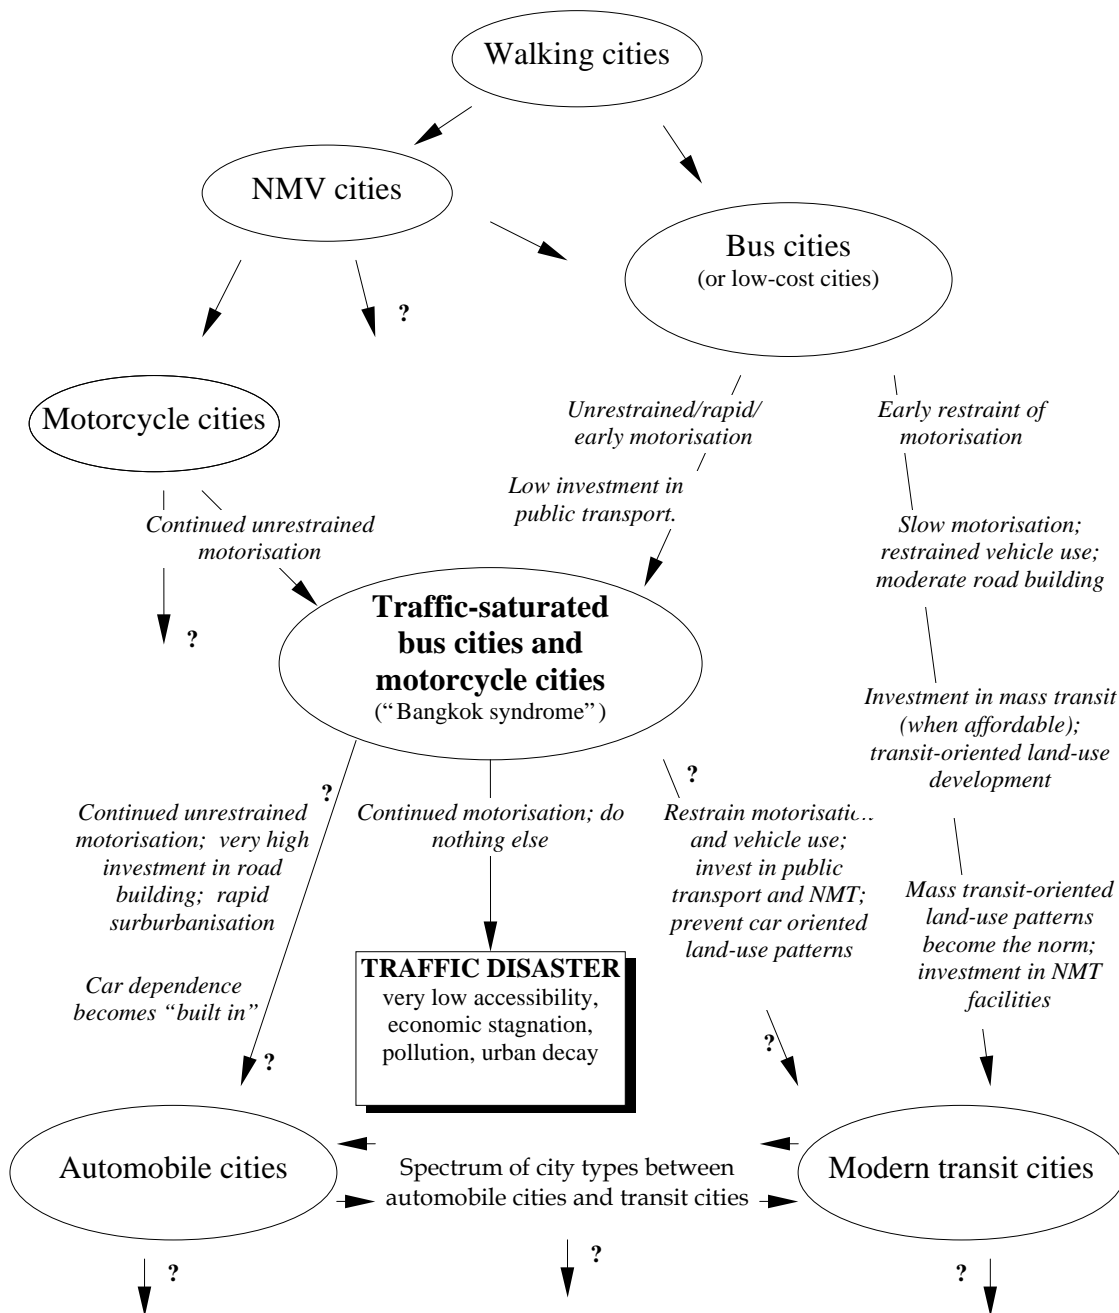 Walking cities
NMV cities
Bus cities
(or low-cost cities)
?
Motorcycle cities
Unrestrained/rapid/
early motorisation
Early restraint of
motorisation
Low investment in
public transport.
Continued unrestrained
motorisation
Slow motorisation;
restrained vehicle use;
moderate road building
?
Traffic-saturated
bus cities and
motorcycle cities
(“Bangkok syndrome”)
Investment in mass transit
(when affordable);
transit-oriented land-use
development
?
?
Continued unrestrained
motorisation; very high
investment in road
building; rapid
surburbanisation
Continued motorisation; do
nothing else
Restrain
and vehicle use;
invest in public
transport and NMT;
prevent car oriented
land-use patterns
Mass transit-oriented
land-use patterns
become the norm;
investment in NMT
facilities
Car dependence
becomes “built in”
TRAFFIC DISASTER
very low accessibility,
economic stagnation,
pollution, urban decay
?
?
Automobile cities
Spectrum of city types between
automobile cities and transit cities
Modern transit cities
?
?
?